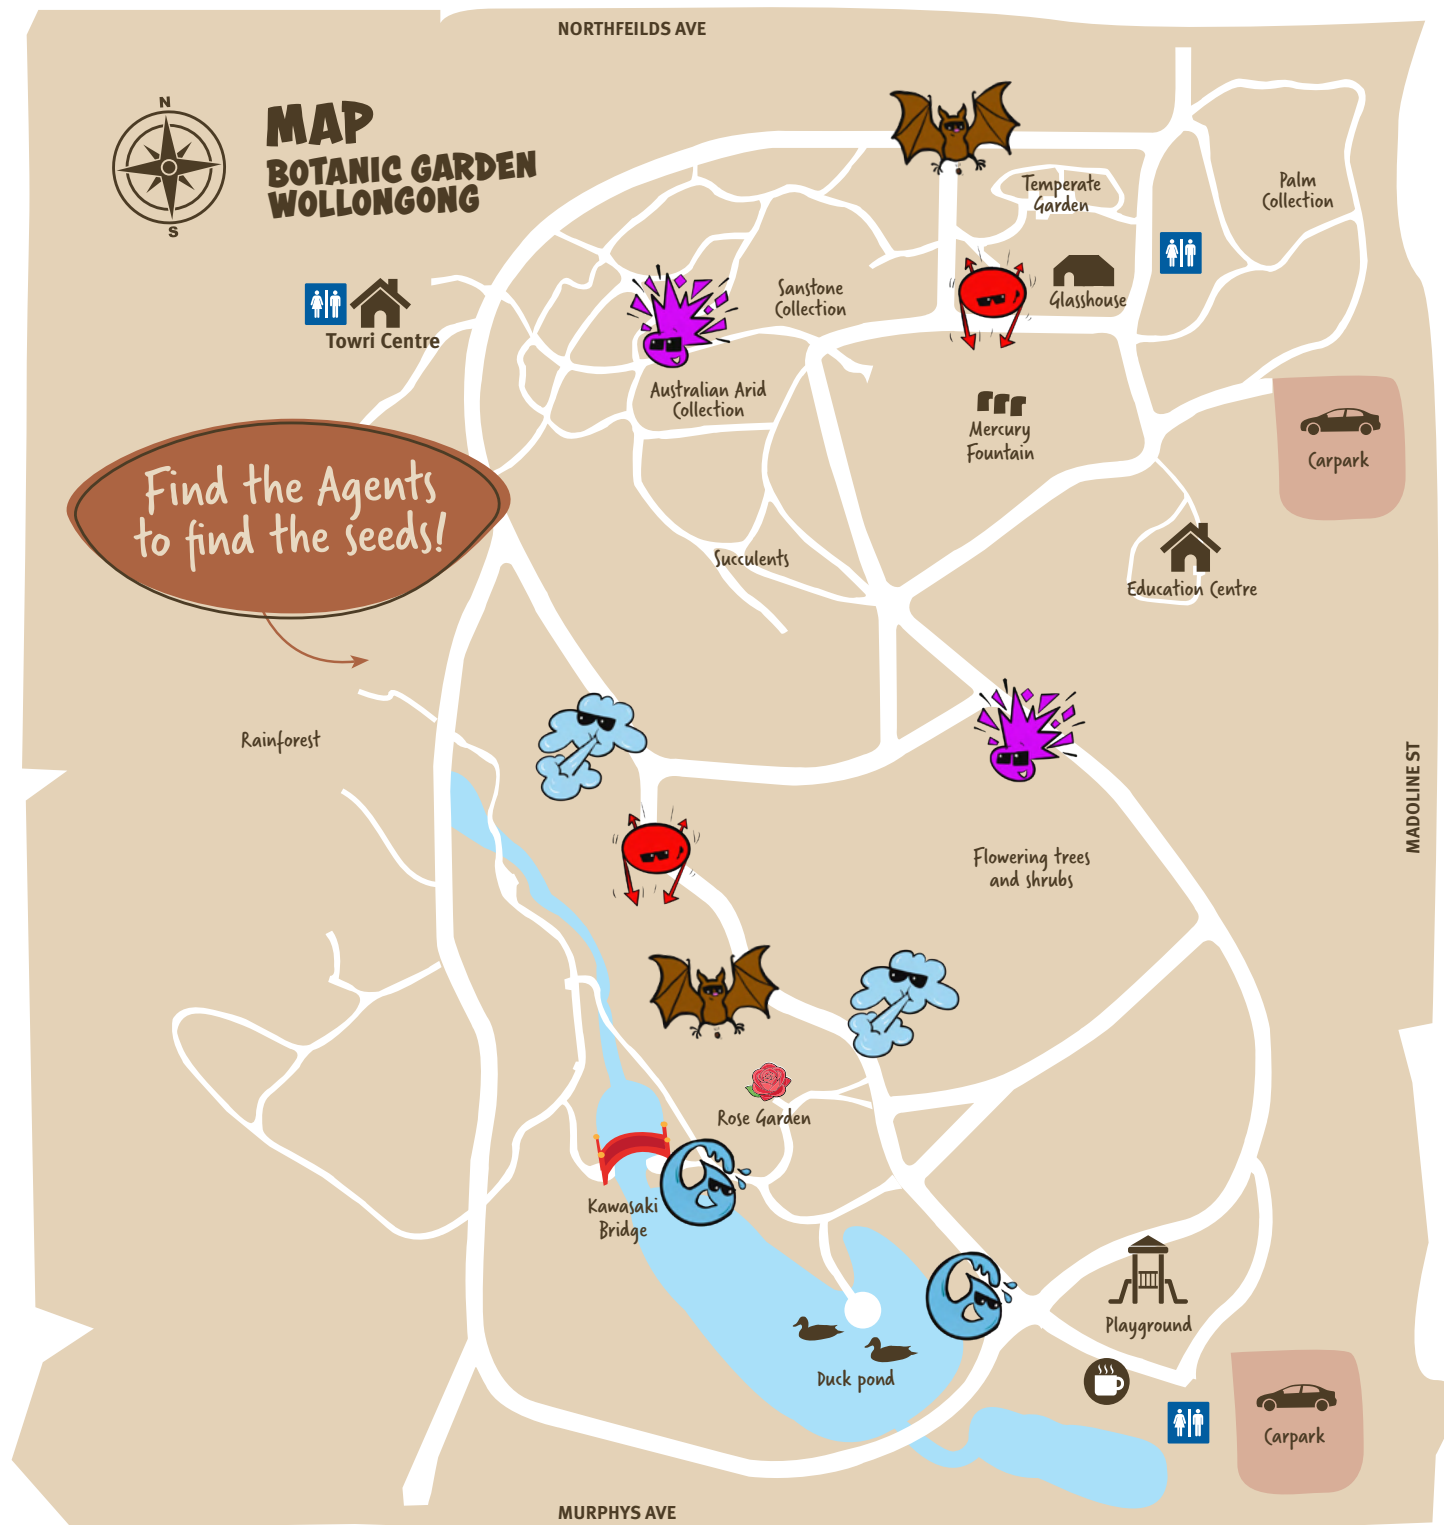 NORTHFEILDS AVE
N
S
MAP
BOTANIC GARDEN
WOLLONGONG
Temperate
Garden
Palm
Collection
Sanstone
Collection
Glasshouse
Towri Centre
Australian Arid
Collection
Mercury
Fountain
Carpark
Find the Agents
to find the seeds!
Succulents
Education Centre
Rainforest
MADOLINE ST
Flowering trees
and shrubs
Rose Garden
Kawasaki
Bridge
Playground
Duck pond
Carpark
MURPHYS AVE